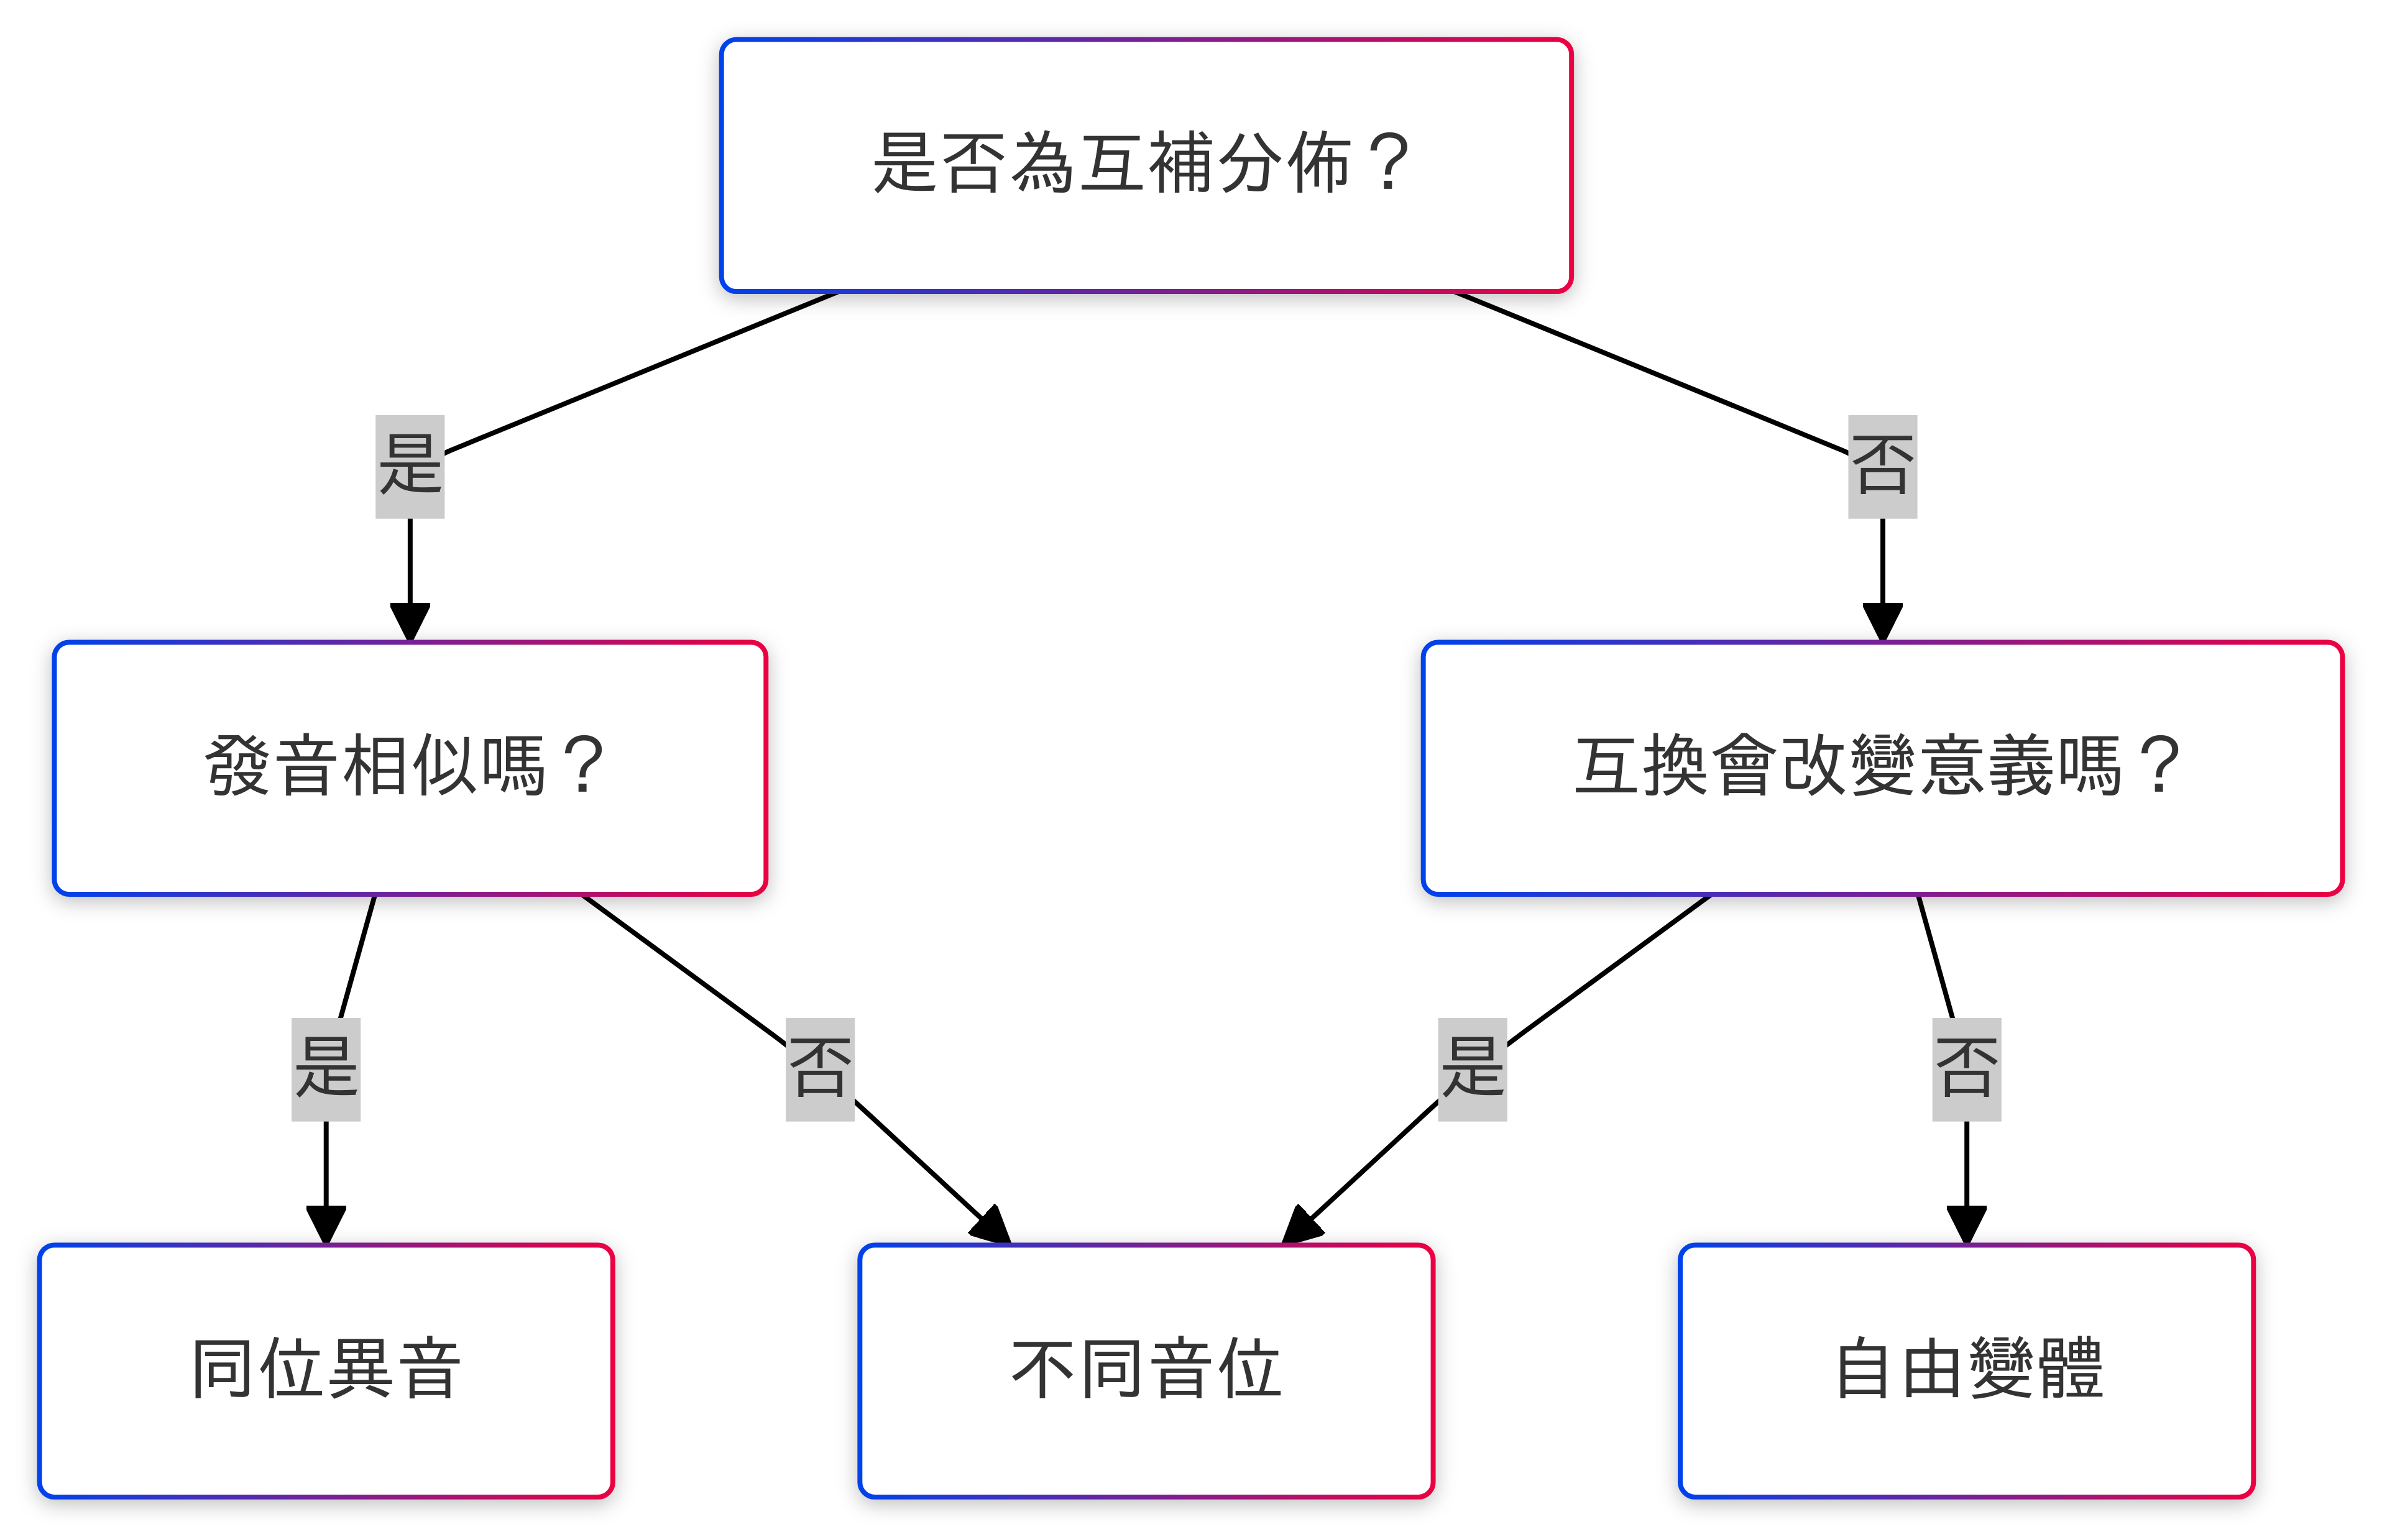 是否為互補分佈？
是
否
發音相似嗎？
互換會改變意義嗎？
是
否
是
否
同位異音
不同音位
自由變體